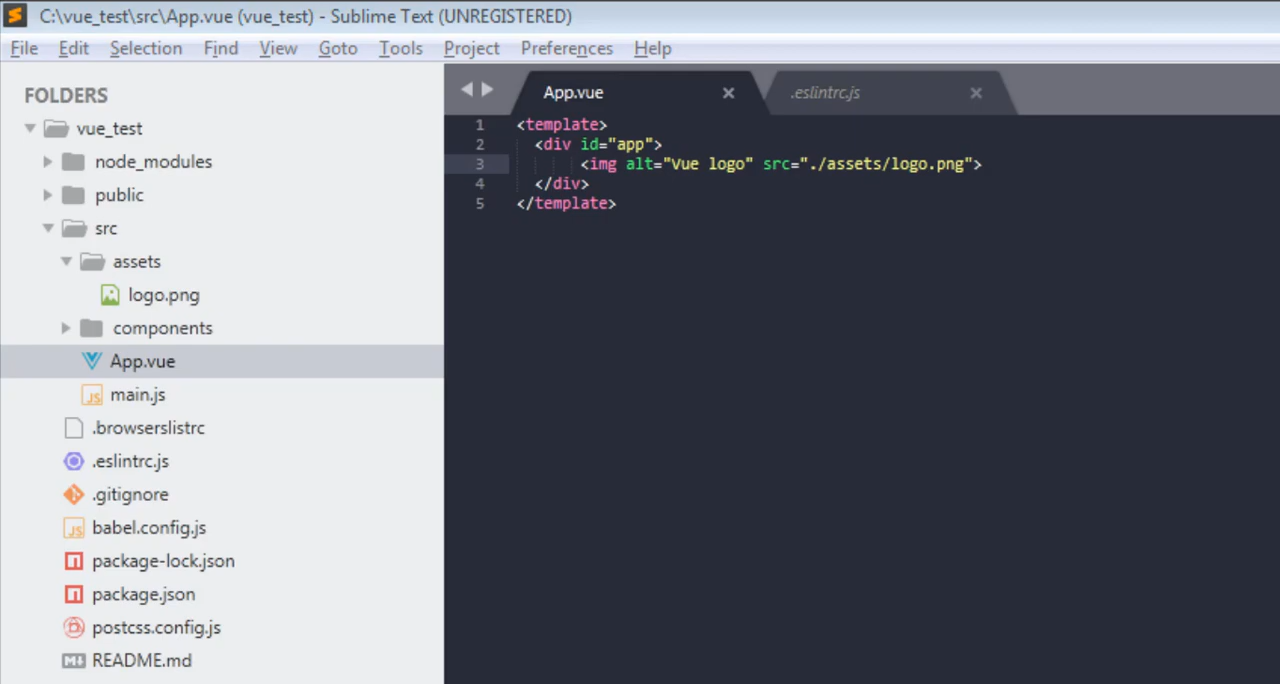 C:\vue_test\src\App.vue (vue_test) - Sublime Text (UNREGISTERED)
File Edit Selection Find View Goto Tools Project Preferences Help
FOLDERS
vue_test
node_modules
public
src
assets
logo.png
components
App.vue
main.js
.browserslistrc
.eslintrc.js
.gitignore
babel.config.js
package-lock.json
package.json
postcss.config.js
README.md
App.vue .eslintrc.js
1 <template>
2 <div id="app">
3 <img alt="Vue logo" src="./assets/logo.png">
4 </div>
5 </template>